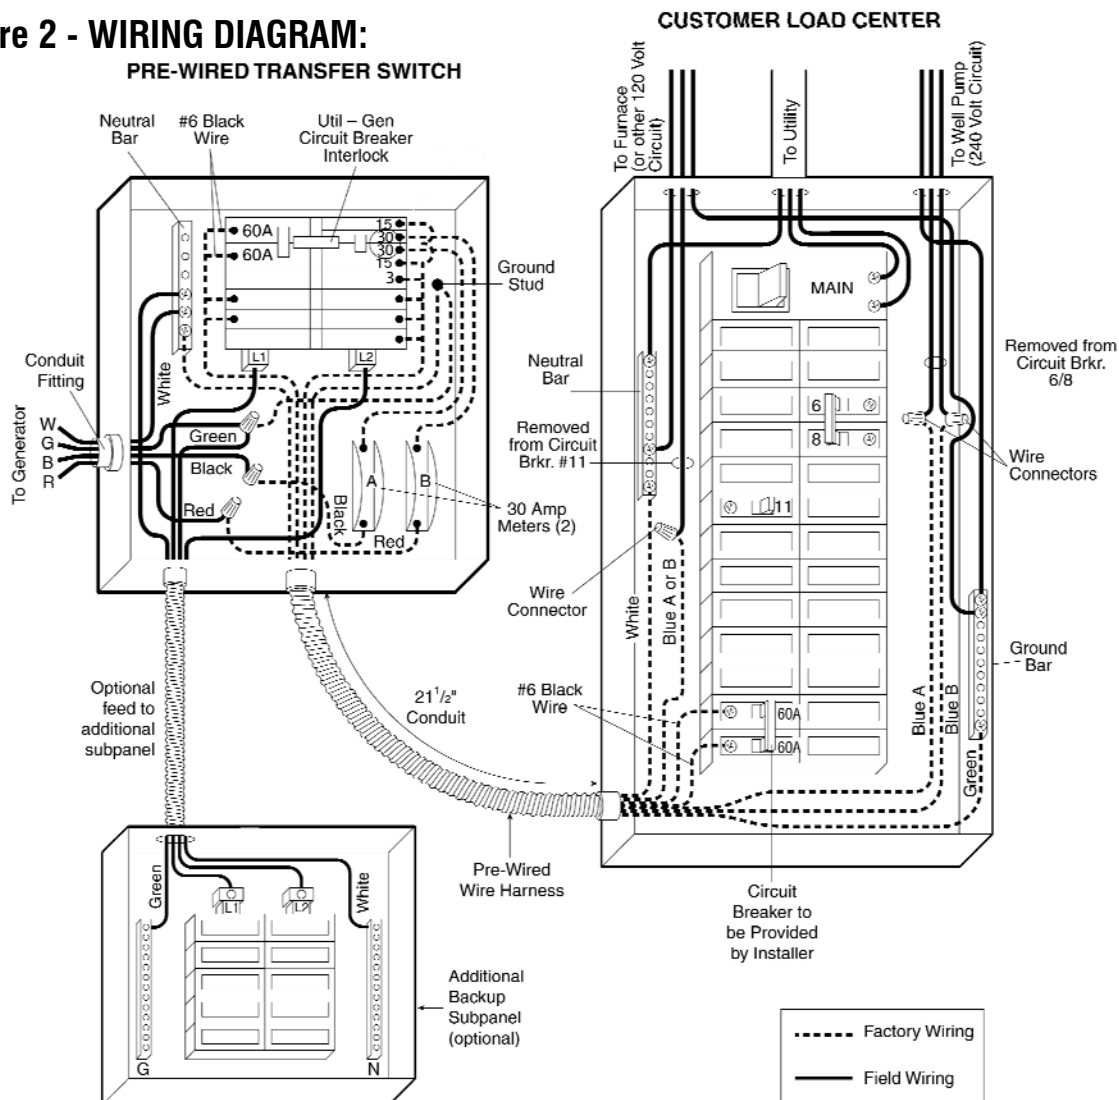 re 2 - WIRING DIAGRAM:
PRE-WIRED TRANSFER SWITCH
Neutral
Bar
#6 Black
Wire
Util – Gen
Circuit Breaker
Interlock
60A
60A
15
30
30
15
3
Ground
Stud
L1
L2
Conduit
Fitting
White
To Generator
W
G
B
R
Green
Black
Red
A
B
Black
Red
30 Amp
Meters (2)
Optional
feed to
additional
subpanel
21 1/2"
Conduit
Pre-Wired
Wire Harness
Green
L1
L2
White
G
N
Additional
Backup
Subpanel
(optional)
CUSTOMER LOAD CENTER
To Furnace
(or other 120 Volt
Circuit)
To Utility
To Well Pump
(240 Volt Circuit)
MAIN
Neutral
Bar
Removed
from Circuit
Brkr. #11
6
8
11
Removed from
Circuit Brkr.
6/8
Wire
Connectors
Wire
Connector
White
Blue A or B
#6 Black
Wire
60A
60A
Blue A
Blue B
Green
Ground
Bar
Circuit
Breaker to
be Provided
by Installer
Factory Wiring
Field Wiring